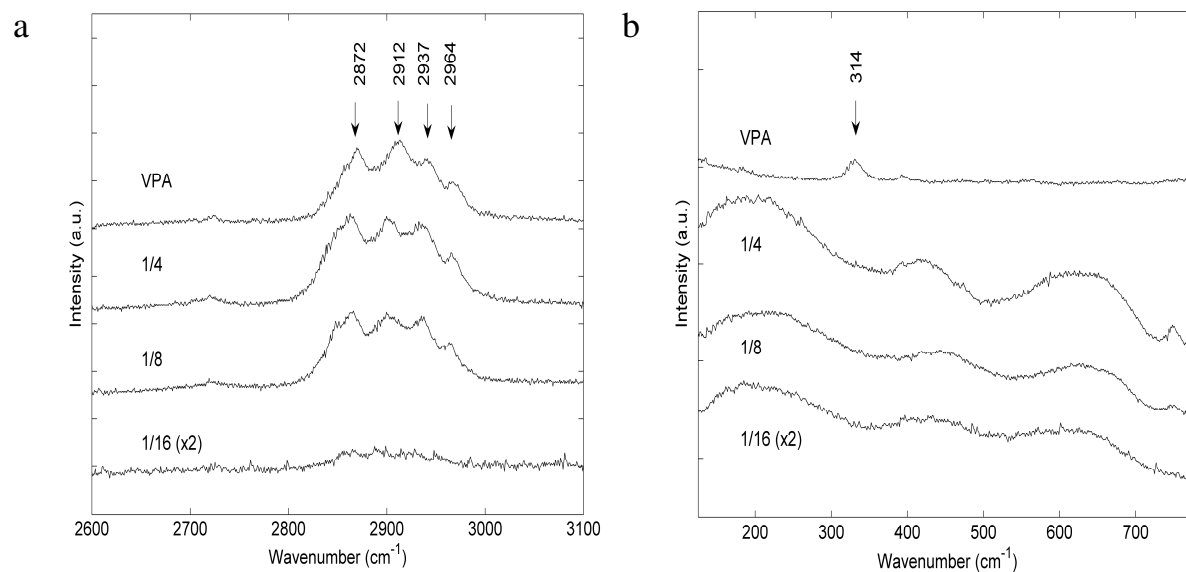 a
2872
2912
2937
2964
VPA
1/4
1/8
1/16 (x2)
Intensity (a.u.)
2600 2700 2800 2900 3000 3100
Wavenumber (cm-1)
b
314
VPA
1/4
1/8
1/16 (x2)
Intensity (a.u.)
200 300 400 500 600 700
Wavenumber (cm-1)